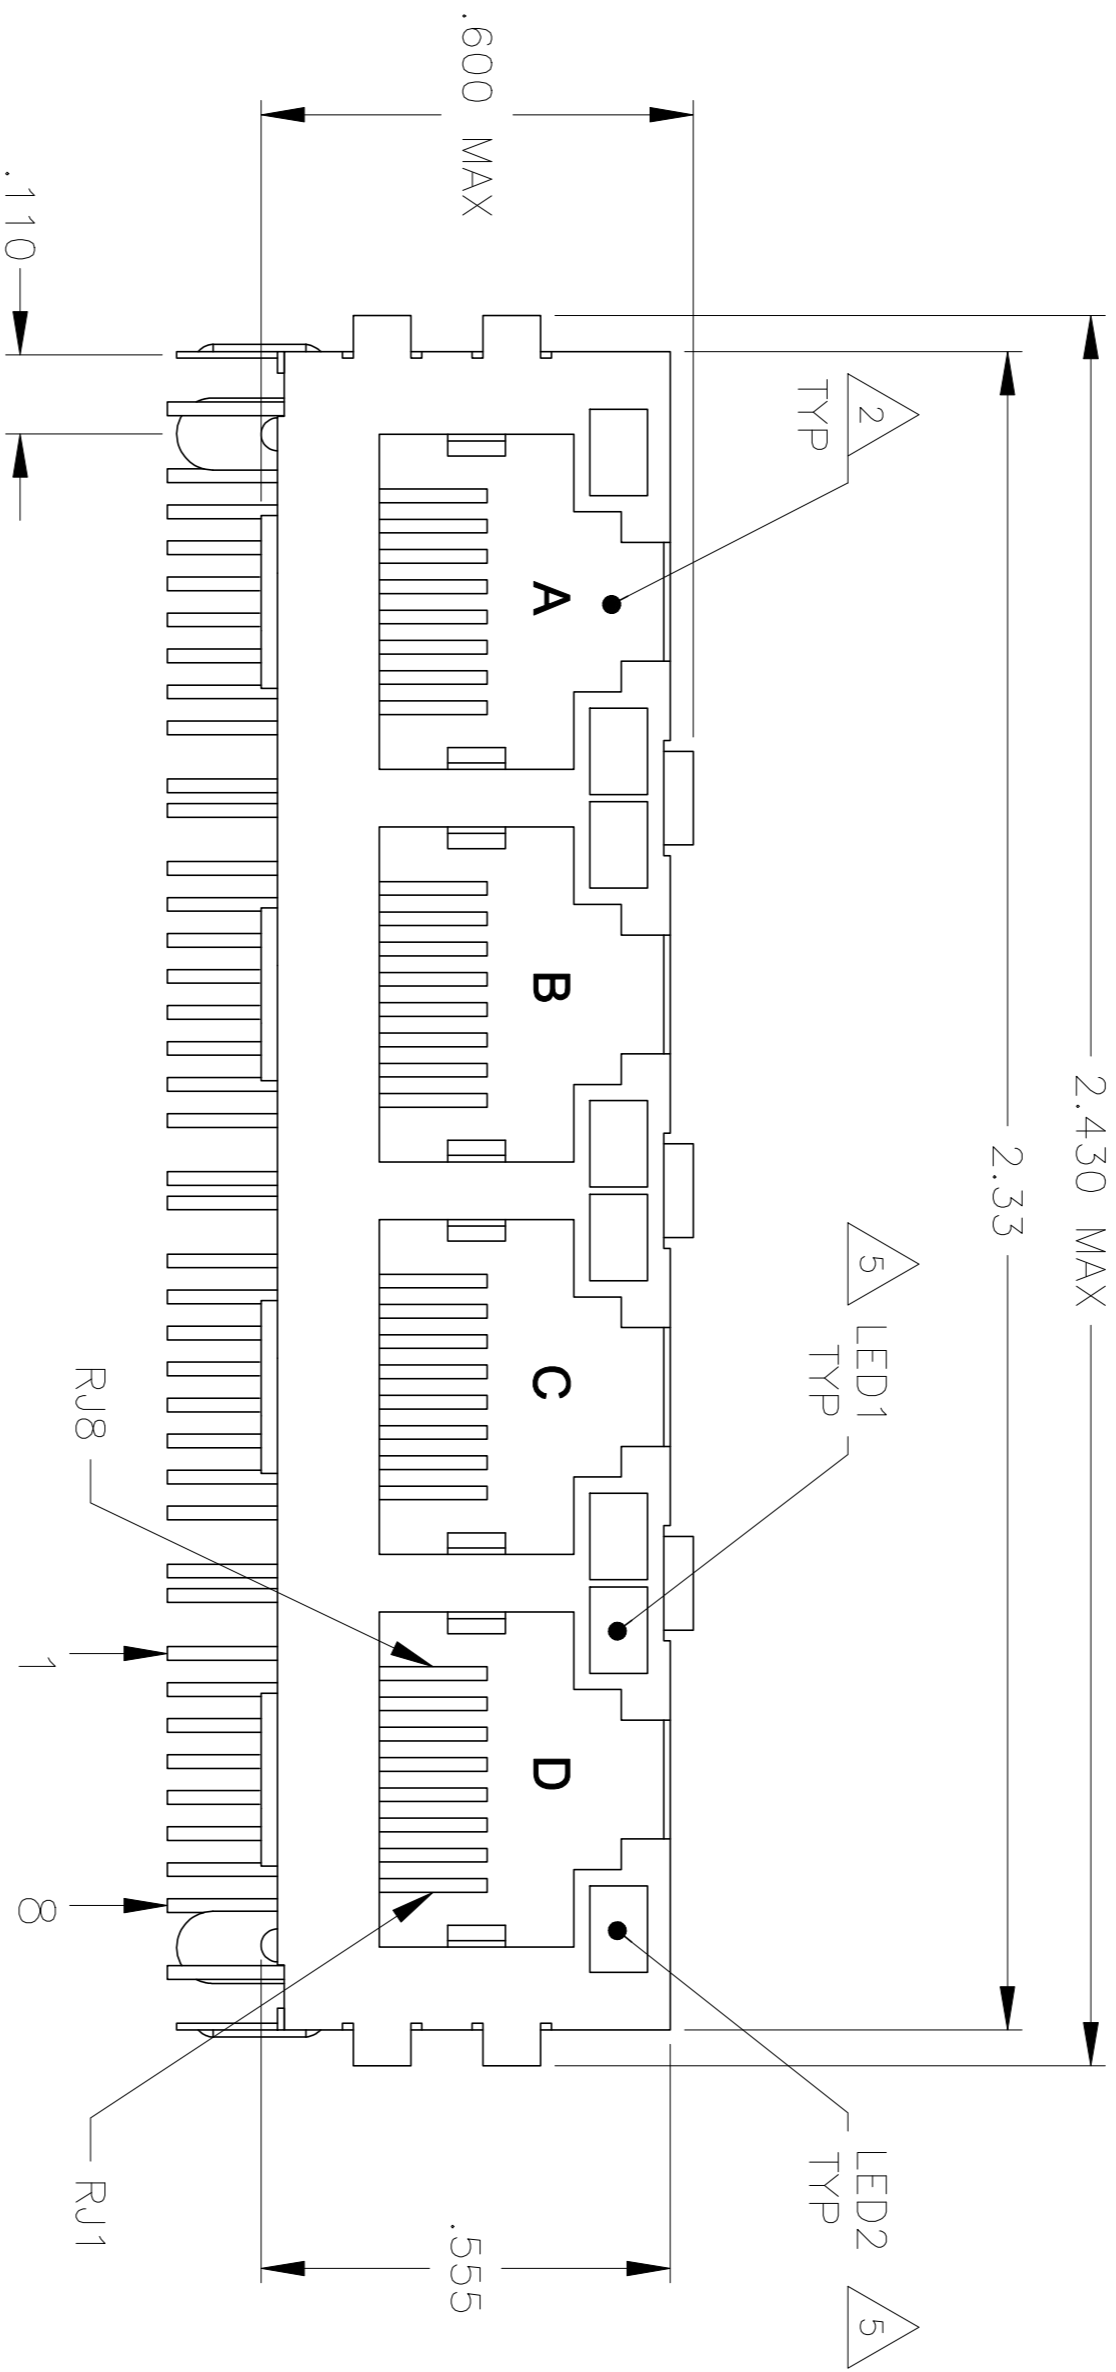 2.430 MAX
2.33
2
TYP
5
LED1
TYP
LED2
TYP
5
.600 MAX
.555
A
B
C
D
.110
RJ8
RJ1
1
8